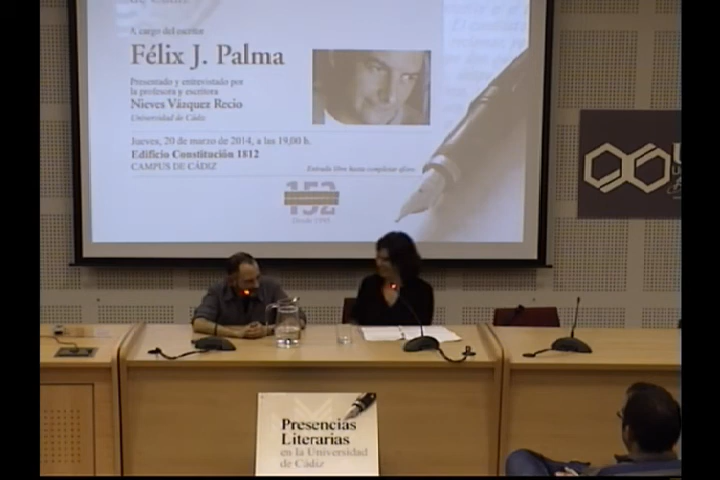 A cargo del escritor
Félix J. Palma
Presentado y entrevistado por
la profesora y escritora
Nieves Vázquez Recio
Universidad de Cádiz
Jueves, 20 de marzo de 2014, a las 19,00 h.
Edificio Constitución 1812
CAMPUS DE CÁDIZ
Entrada libre hasta completar aforo.
152
Presencias
Literarias
en la Universidad
de Cádiz